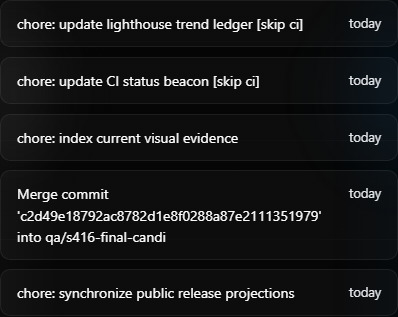 chore: update lighthouse trend ledger [skip ci] today
chore: update CI status beacon [skip ci] today
chore: index current visual evidence today
Merge commit today
'c2d49e18792ac8782d1e8f0288a87e2111351979'
into qa/s416-final-candi
chore: synchronize public release projections today